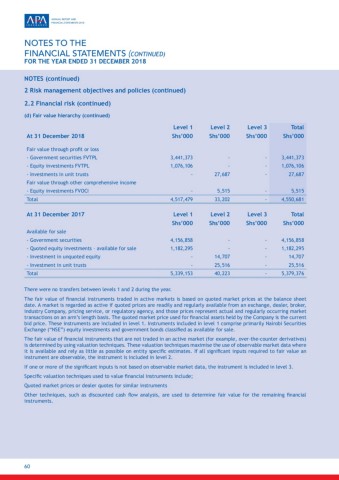 APA
ANNUAL REPORT AND
FINANCIAL STATEMENTS 2018
NOTES TO THE
FINANCIAL STATEMENTS (CONTINUED)
FOR THE YEAR ENDED 31 DECEMBER 2018
NOTES (continued)
2 Risk management objectives and policies (continued)
2.2 Financial risk (continued)
(d) Fair value hierarchy (continued)
Level 1 Level 2 Level 3 Total
At 31 December 2018 Shs'000 Shs'000 Shs'000 Shs'000
Fair value through profit or loss
- Government securities FVTPL 3,441,373 - - 3,441,373
- Equity investments FVTPL 1,076,106 - - 1,076,106
- Investments in unit trusts - 27,687 - 27,687
Fair value through other comprehensive income
- Equity investments FVOCI - 5,515 - 5,515
Total 4,517,479 33,202 - 4,550,681
At 31 December 2017 Level 1 Level 2 Level 3 Total
Shs'000 Shs'000 Shs'000 Shs'000
Available for sale
- Government securities 4,156,858 - - 4,156,858
- Quoted equity investments – available for sale 1,182,295 - - 1,182,295
- Investment in unquoted equity - 14,707 - 14,707
- Investment in unit trusts - 25,516 - 25,516
Total 5,339,153 40,223 - 5,379,376
There were no transfers between levels 1 and 2 during the year.
The fair value of financial instruments traded in active markets is based on quoted market prices at the balance sheet
date. A market is regarded as active if quoted prices are readily and regularly available from an exchange, dealer, broker,
industry Company, pricing service, or regulatory agency, and those prices represent actual and regularly occurring market
transactions on an arm's length basis. The quoted market price used for financial assets held by the Company is the current
bid price. These instruments are included in level 1. Instruments included in level 1 comprise primarily Nairobi Securities
Exchange ("NSE") equity investments and government bonds classified as available for sale.
The fair value of financial instruments that are not traded in an active market (for example, over-the-counter derivatives)
is determined by using valuation techniques. These valuation techniques maximise the use of observable market data where
it is available and rely as little as possible on entity specific estimates. If all significant inputs required to fair value an
instrument are observable, the instrument is included in level 2.
If one or more of the significant inputs is not based on observable market data, the instrument is included in level 3.
Specific valuation techniques used to value financial instruments include;
Quoted market prices or dealer quotes for similar instruments
Other techniques, such as discounted cash flow analysis, are used to determine fair value for the remaining financial
instruments.
60